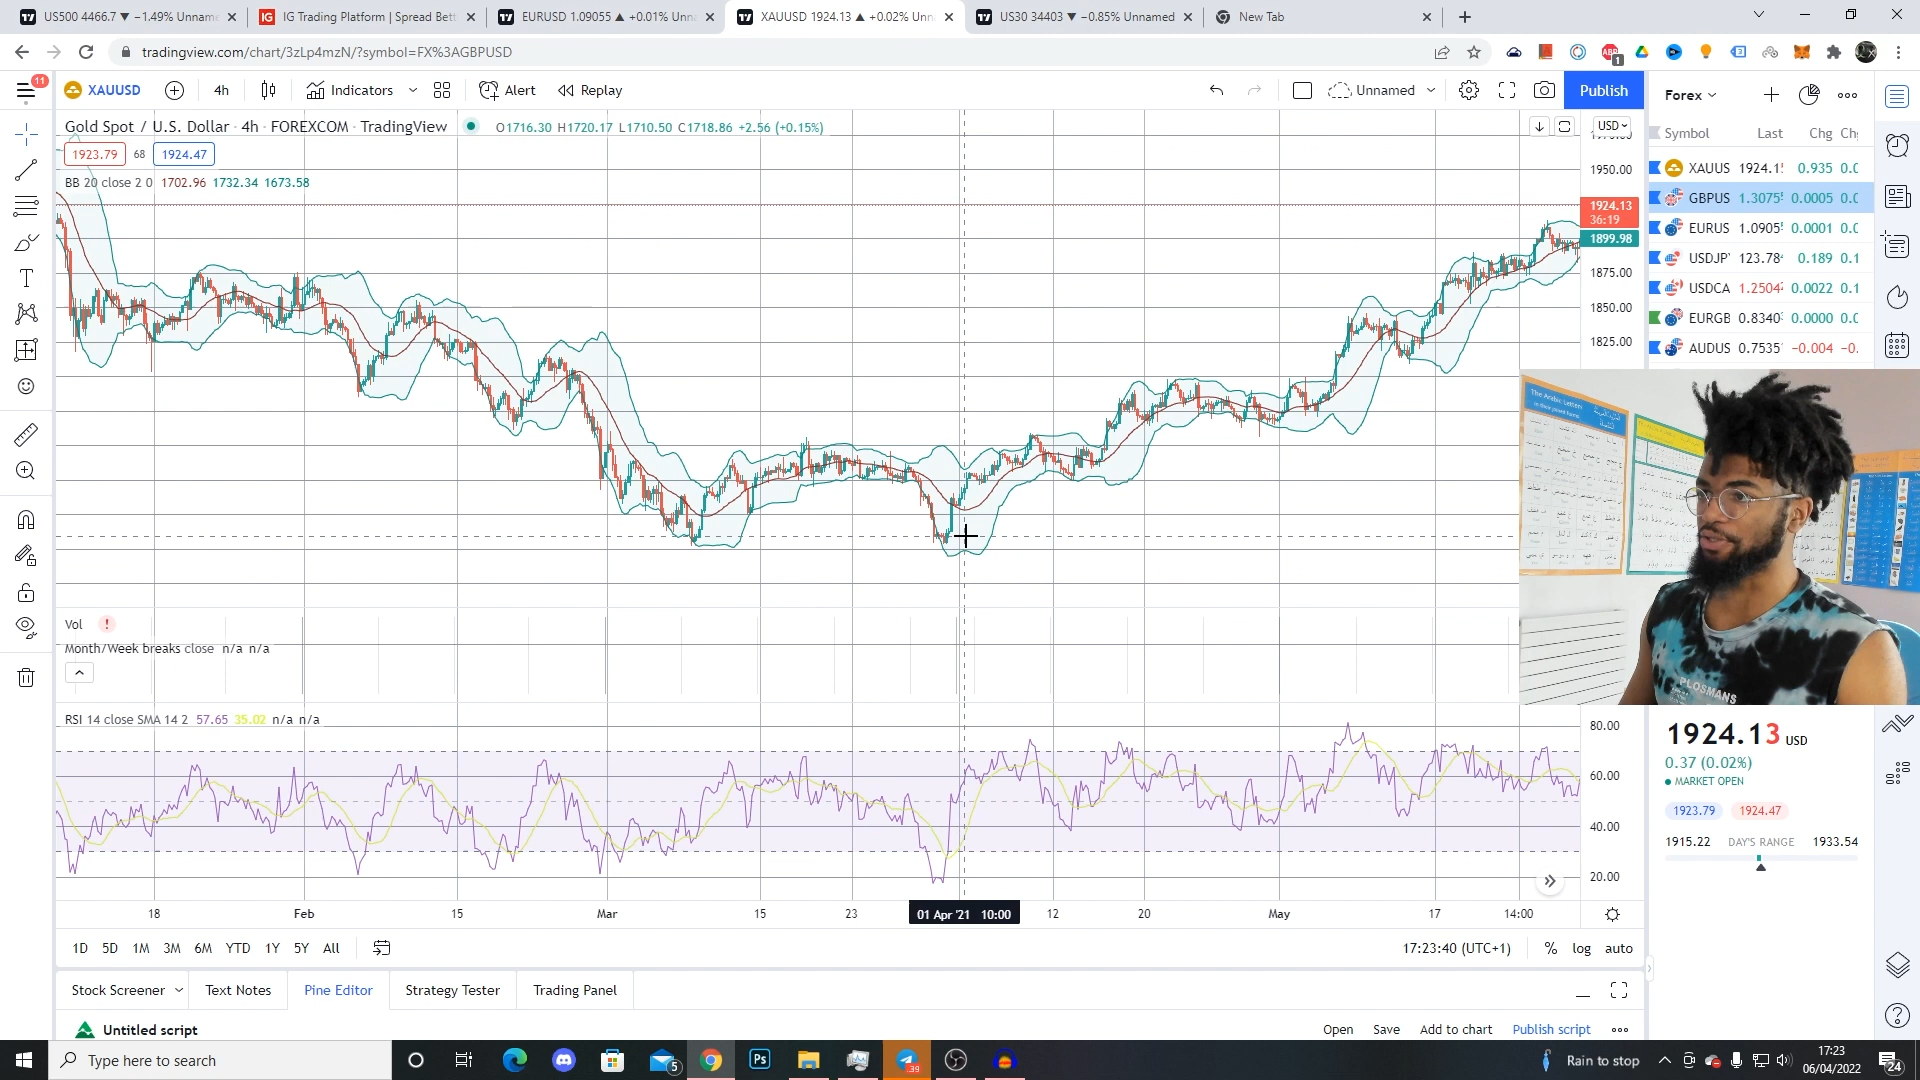 US500 4466.7 ▼ −1.49% Unname
IG Trading Platform | Spread Bett
EURUSD 1.09055 ▲ +0.01% Unn
XAUUSD 1924.13 ▲ +0.02% Unn
US30 34403 ▼ −0.85% Unnamed
New Tab
tradingview.com/chart/3zLp4mzN/?symbol=FX%3AGBPUSD
11
XAUUSD
4h
Indicators
Alert
Replay
Unnamed
Publish
Forex
Gold Spot / U.S. Dollar · 4h · FOREXCOM · TradingView
O1716.30 H1720.17 L1710.50 C1718.86 +2.56 (+0.15%)
USD
1923.79 68 1924.47
BB 20 close 2 0 1702.96 1732.34 1673.58
1950.00
1924.13
36:19
1899.98
1875.00
1850.00
1825.00
Symbol Last Chg
XAUUS 1924.1 0.935
GBPUS 1.3075 0.0005
EURUS 1.0905 0.0001
USDJP 123.78 0.189
USDCA 1.2504 0.0022
EURGB 0.8340 0.0000
AUDUS 0.7535 −0.004
The Arabic Letters
PLOSMANS
Vol
Month/Week breaks close n/a n/a
RSI 14 close SMA 14 2 57.65 35.02 n/a n/a
80.00
60.00
40.00
20.00
1924.13 USD
0.37 (0.02%)
MARKET OPEN
1923.79 1924.47
1915.22 DAY'S RANGE 1933.54
18 Feb 15 Mar 15 23 01 Apr '21 10:00 12 20 May 17 14:00
1D 5D 1M 3M 6M YTD 1Y 5Y All
17:23:40 (UTC+1) % log auto
Stock Screener Text Notes Pine Editor Strategy Tester Trading Panel
Untitled script
Open Save Add to chart Publish script
Type here to search
Ps
5
39
Rain to stop
17:23
06/04/2022
24